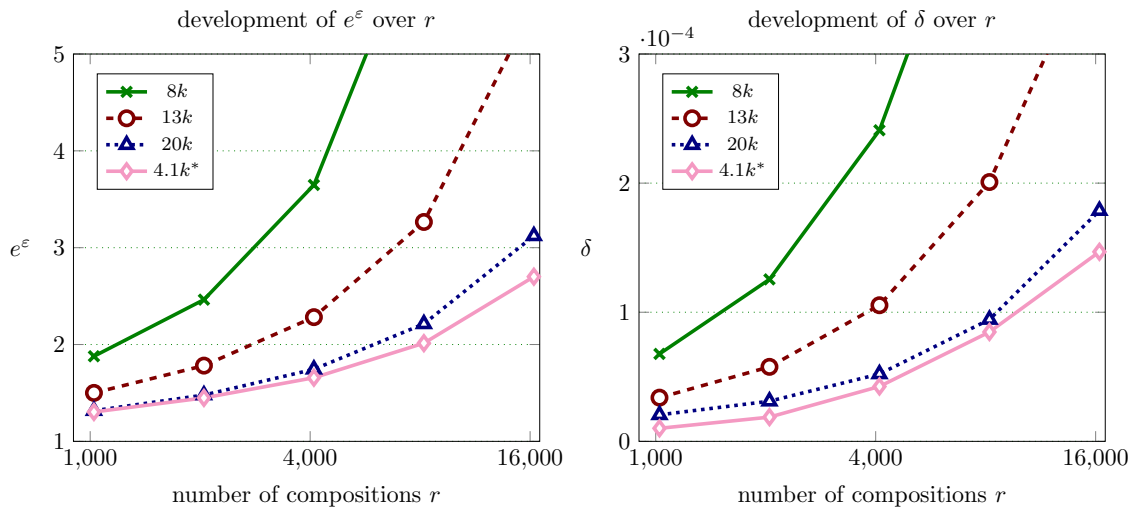 development of e^ε over r
5
4
3
2
1
8k
13k
20k
4.1k*
e^ε
1,000
4,000
16,000
number of compositions r
development of δ over r
·10⁻⁴
3
2
1
0
8k
13k
20k
4.1k*
δ
1,000
4,000
16,000
number of compositions r